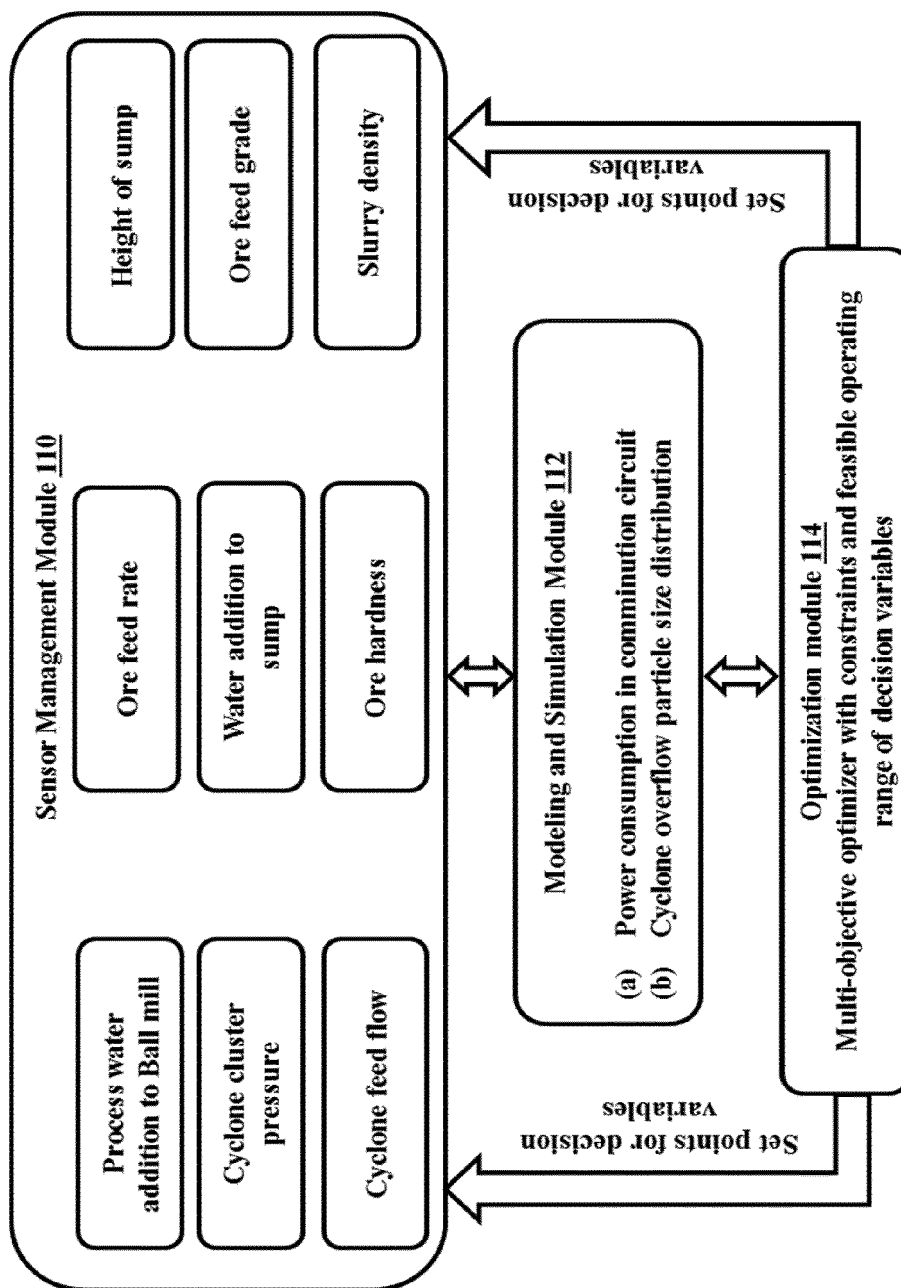 Sensor Management Module 110
Process water
addition to Ball mill
Ore feed rate
Height of sump
Cyclone cluster
pressure
Water addition to
sump
Ore feed grade
Cyclone feed flow
Ore hardness
Slurry density
Set points for decision
variables
Modeling and Simulation Module 112
(a) Power consumption in comminution circuit
(b) Cyclone overflow particle size distribution
Set points for decision
variables
Optimization module 114
Multi-objective optimizer with constraints and feasible operating
range of decision variables